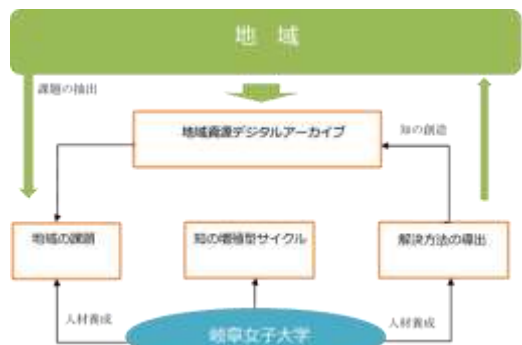 地 域
課題の抽出
地域資源デジタルアーカイブ
知の創造
地域の課題
知の増殖型サイクル
解決方法の導出
人材養成
人材養成
岐阜女子大学